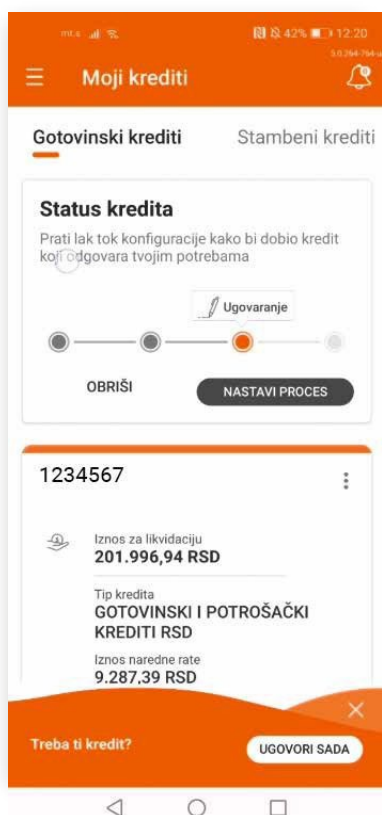 mt:s 42% 12:20
Moji krediti
Gotovinski krediti Stambeni krediti
Status kredita
Prati lak tok konfiguracije kako bi dobio kredit
koji odgovara tvojim potrebama
Ugovaranje
OBRIŠI NASTAVI PROCES
1234567
Iznos za likvidaciju
201.996,94 RSD
Tip kredita
GOTOVINSKI I POTROŠAČKI
KREDITI RSD
Iznos naredne rate
9.287,39 RSD
Treba ti kredit? UGOVORI SADA